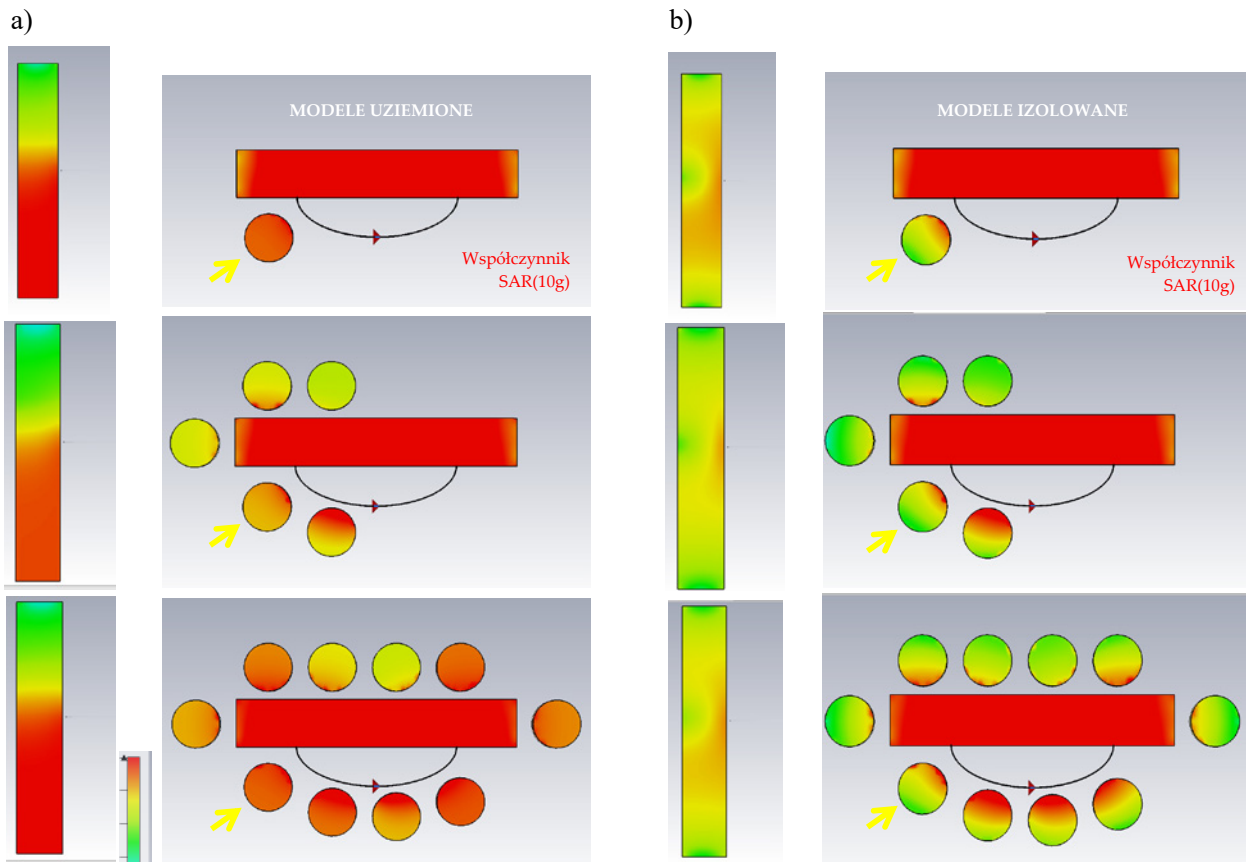 a)
b)
MODELE UZIEMIONE
Współczynnik
SAR(10g)
MODELE IZOLOWANE
Współczynnik
SAR(10g)